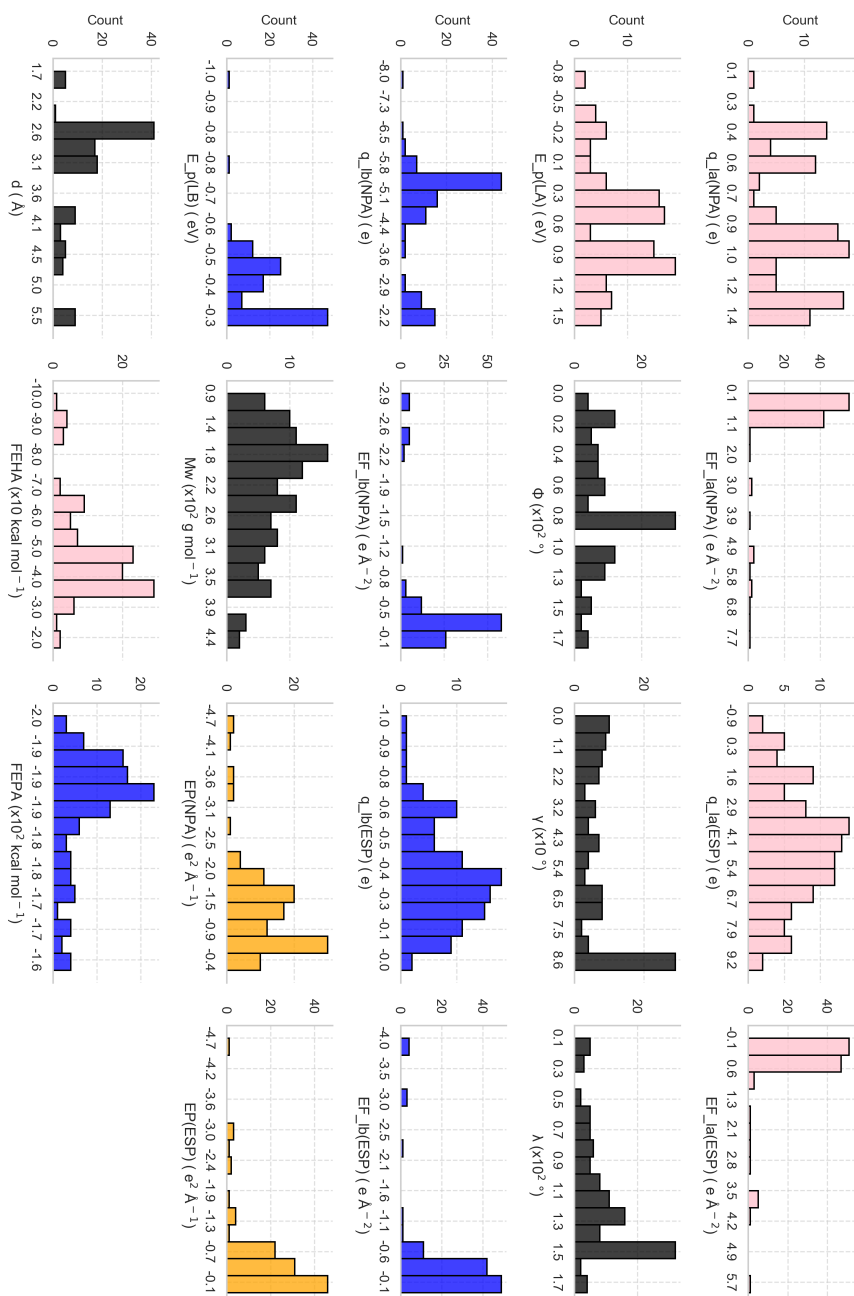 Count
0
10
0.1 0.3 0.4 0.6 0.7 0.9 1.0 1.2 1.4
q_la(NPA) ( e)
0
20
40
0.1 1.1 2.0 3.0 3.9 4.9 5.8 6.8 7.7
EF_la(NPA) ( e Å⁻²)
0
5
10
-0.9 0.3 1.6 2.9 4.1 5.4 6.7 7.9 9.2
q_la(ESP) ( e)
0
20
40
-0.1 0.6 1.3 2.1 2.8 3.5 4.2 4.9 5.7
EF_la(ESP) ( e Å⁻²)
Count
0
10
-0.8 -0.5 -0.2 0.1 0.3 0.6 0.9 1.2 1.5
E_p(LA) ( eV)
0
20
0.0 0.2 0.4 0.6 0.8 1.0 1.3 1.5 1.7
Φ (x10² °)
0
20
0.0 1.1 2.2 3.2 4.3 5.4 6.5 7.5 8.6
γ (x10 °)
0
20
0.1 0.3 0.5 0.7 0.9 1.1 1.3 1.5 1.7
λ (x10² °)
Count
0
20
40
-8.0 -7.3 -6.5 -5.8 -5.1 -4.4 -3.6 -2.9 -2.2
q_lb(NPA) ( e)
0
25
50
-2.9 -2.6 -2.2 -1.9 -1.5 -1.2 -0.8 -0.5 -0.1
EF_lb(NPA) ( e Å⁻²)
0
10
-1.0 -0.9 -0.8 -0.6 -0.5 -0.4 -0.3 -0.1 -0.0
q_lb(ESP) ( e)
0
20
40
-4.0 -3.5 -3.0 -2.5 -2.1 -1.6 -1.1 -0.6 -0.1
EF_lb(ESP) ( e Å⁻²)
Count
0
20
40
-1.0 -0.9 -0.8 -0.8 -0.7 -0.6 -0.5 -0.4 -0.3
E_p(LB) ( eV)
0
10
0.9 1.4 1.8 2.2 2.6 3.1 3.5 3.9 4.4
Mw (x10² g mol⁻¹)
0
20
-4.7 -4.1 -3.6 -3.1 -2.5 -2.0 -1.5 -0.9 -0.4
EP(NPA) ( e² Å⁻¹)
0
20
40
-4.7 -4.2 -3.6 -3.0 -2.4 -1.9 -1.3 -0.7 -0.1
EP(ESP) ( e² Å⁻¹)
Count
0
20
40
1.7 2.2 2.6 3.1 3.6 4.1 4.5 5.0 5.5
d ( Å)
0
20
-10.0 -9.0 -8.0 -7.0 -6.0 -5.0 -4.0 -3.0 -2.0
FEHA (x10 kcal mol⁻¹)
0
10
20
-2.0 -1.9 -1.9 -1.9 -1.8 -1.8 -1.7 -1.7 -1.6
FEPA (x10² kcal mol⁻¹)